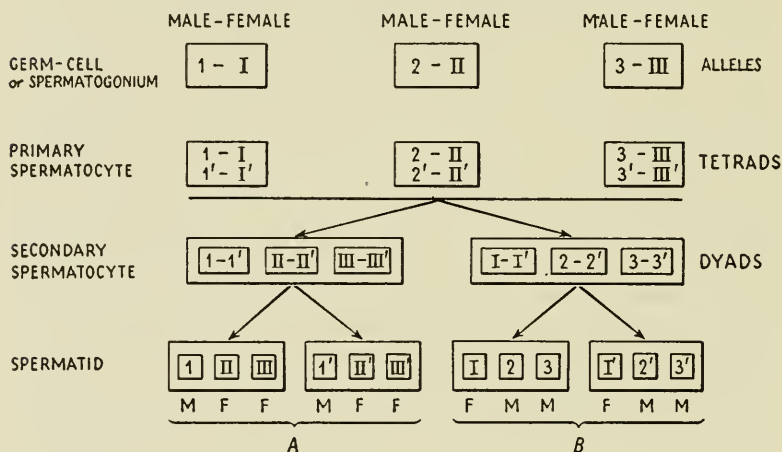 MALE-FEMALE MALE-FEMALE MALE-FEMALE
GERM-CELL
or SPERMATOGONIUM
1 - I 2 - II 3 - III ALLELES
PRIMARY
SPERMATOCYTE
1 - I 2 - II 3 - III
1' - I' 2' - II' 3' - III'
TETRADS
SECONDARY
SPERMATOCYTE
1-1' II-II' III-III' I-I' 2-2' 3-3' DYADS
SPERMATID
1 II III 1' II' III' I 2 3 I' 2' 3'
M F F M F F F M M F M M
A B